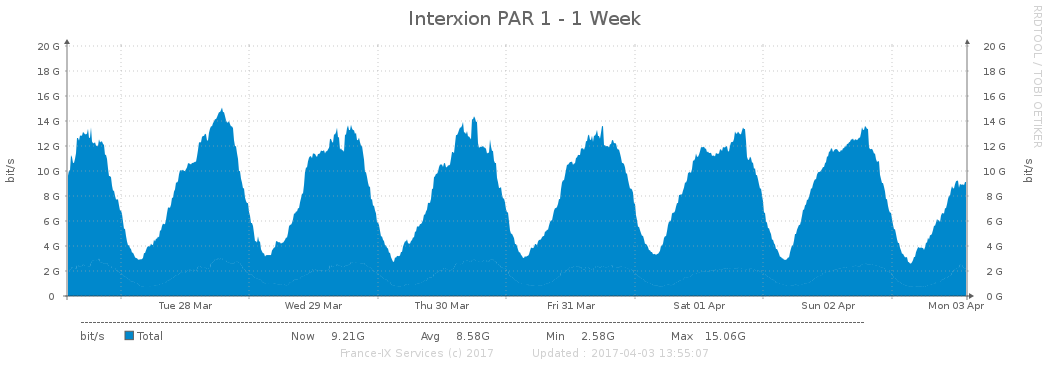 Interxion PAR 1 - 1 Week
RRDTOOL / TOBI OETIKER
bit/s
20 G 20 G
18 G 18 G
16 G 16 G
14 G 14 G
12 G 12 G
10 G 10 G
8 G 8 G
6 G 6 G
4 G 4 G
2 G 2 G
0 0 G
bit/s
Tue 28 Mar Wed 29 Mar Thu 30 Mar Fri 31 Mar Sat 01 Apr Sun 02 Apr Mon 03 Apr
bit/s Total Now 9.21G Avg 8.58G Min 2.58G Max 15.06G
France-IX Services (c) 2017 Updated : 2017-04-03 13:55:07